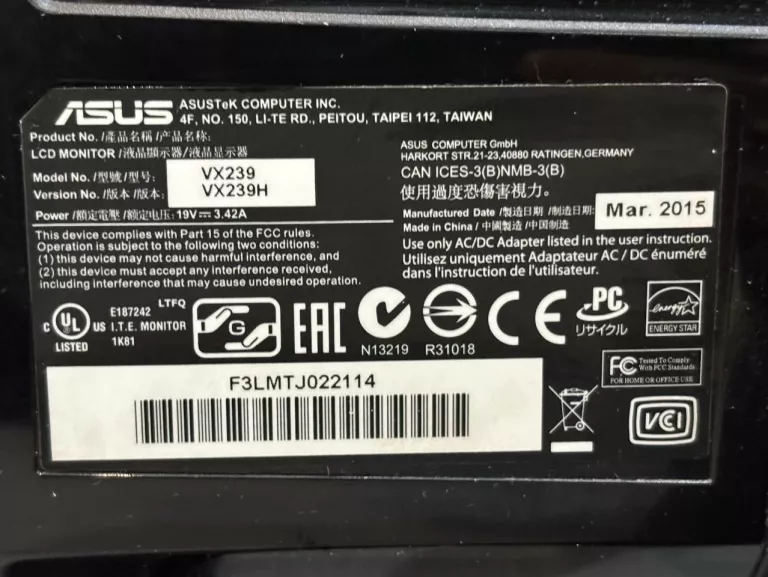 ASUS
ASUSTeK COMPUTER INC.
4F, NO. 150, LI-TE RD., PEITOU, TAIPEI 112, TAIWAN
Product No. /產品名稱 /产品名称:
LCD MONITOR /液晶顯示器/液晶显示器
Model No. /型號/型号: VX239
Version No. /版本 /版本: VX239H
Power /額定電壓 /额定电压: 19V⎓3.42A
This device complies with Part 15 of the FCC rules.
Operation is subject to the following two conditions:
(1) this device may not cause harmful interference, and
(2) this device must accept any interference received,
including interference that may cause undesired operation.
ASUS COMPUTER GmbH
HARKORT STR.21-23,40880 RATINGEN,GERMANY
CAN ICES-3(B)NMB-3(B)
使用過度恐傷害視力。
Manufactured Date /製造日期 /制造日期: Mar. 2015
Made in China / 中國製造 /中国制造
Use only AC/DC Adapter listed in the user instruction.
Utilisez uniquement Adaptateur AC / DC énuméré
dans l'instruction de l'utilisateur.
LTFQ
C UL US
LISTED
E187242
I.T.E. MONITOR
1K81
G
EAC
N13219
R31018
CE
PC
リサイクル
energy
ENERGY STAR
FC Tested To Comply
With FCC Standards
FOR HOME OR OFFICE USE
F3LMTJ022114
VCCI